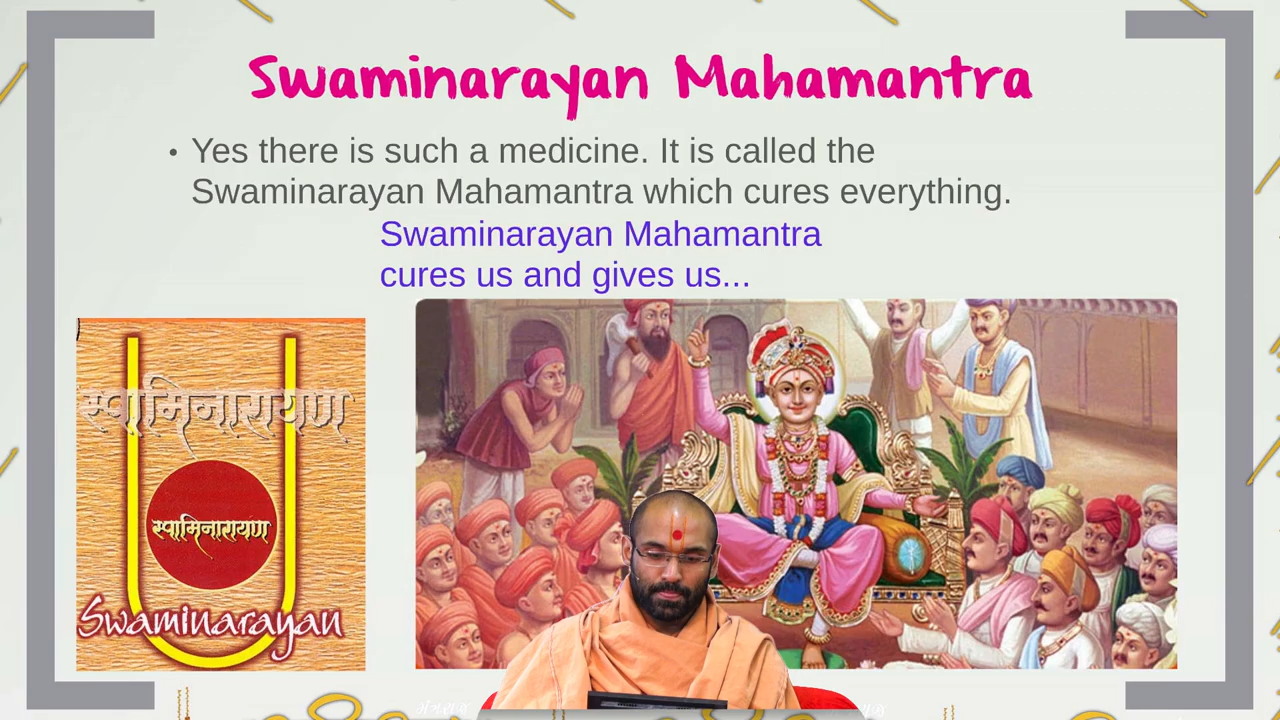 Swaminarayan Mahamantra
• Yes there is such a medicine. It is called the
Swaminarayan Mahamantra which cures everything.
Swaminarayan Mahamantra
cures us and gives us...
स्वामिनारायण
स्वामिनारायण
Swaminarayan